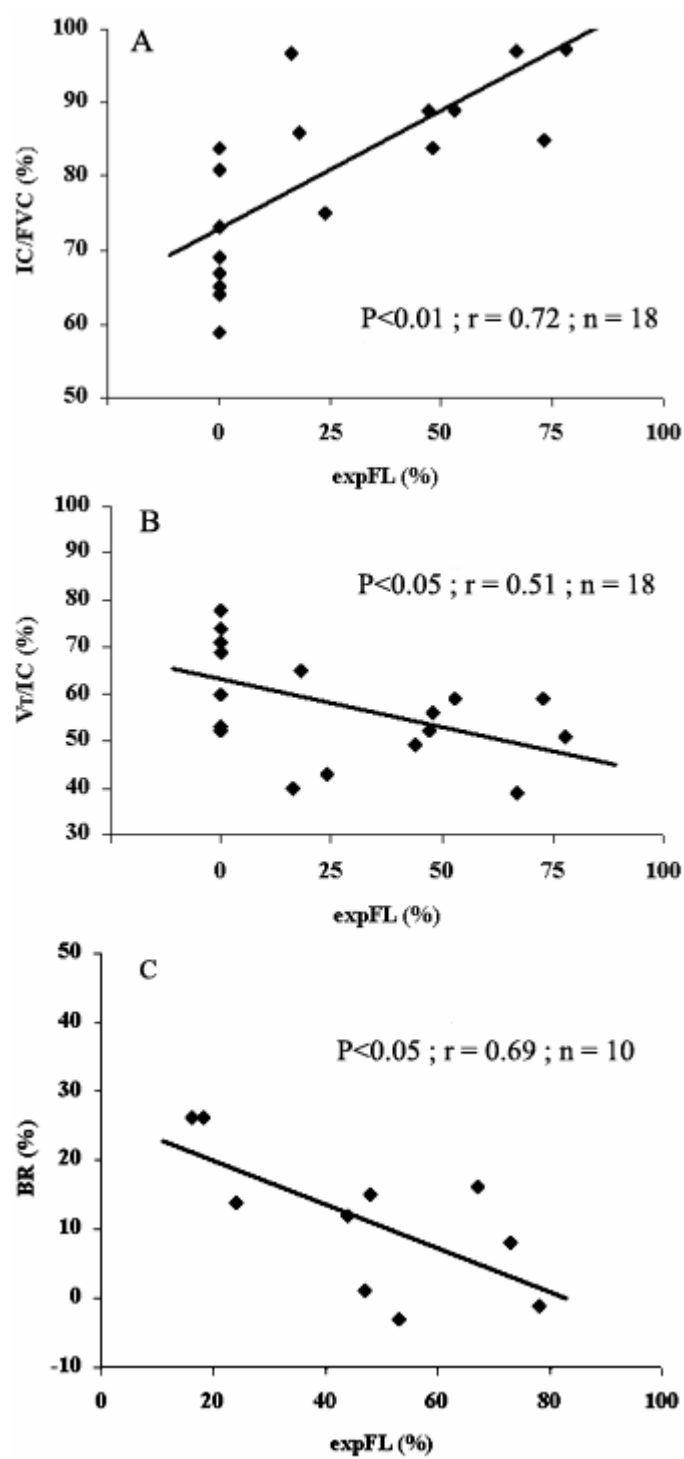 A
100
90
80
70
60
50
IC/FVC (%)
P<0.01 ; r = 0.72 ; n = 18
0 25 50 75 100
expFL (%)
B
100
90
80
70
60
50
40
30
VT/IC (%)
P<0.05 ; r = 0.51 ; n = 18
0 25 50 75 100
expFL (%)
C
50
40
30
20
10
0
-10
BR (%)
P<0.05 ; r = 0.69 ; n = 10
0 20 40 60 80 100
expFL (%)